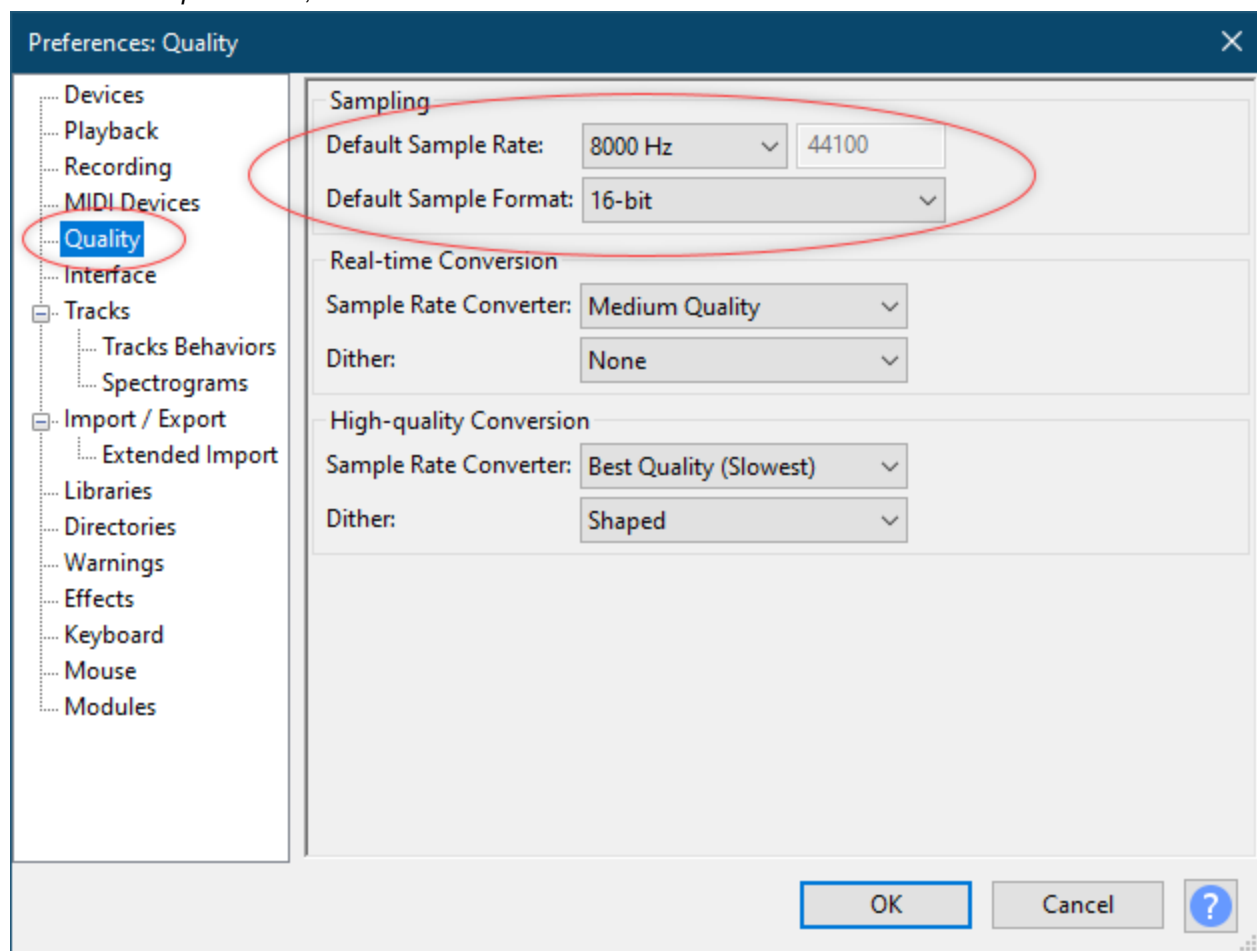 Preferences: Quality
Devices
Playback
Recording
MIDI Devices
Quality
Interface
Tracks
Tracks Behaviors
Spectrograms
Import / Export
Extended Import
Libraries
Directories
Warnings
Effects
Keyboard
Mouse
Modules
Sampling
Default Sample Rate: 8000 Hz 44100
Default Sample Format: 16-bit
Real-time Conversion
Sample Rate Converter: Medium Quality
Dither: None
High-quality Conversion
Sample Rate Converter: Best Quality (Slowest)
Dither: Shaped
OK Cancel ?